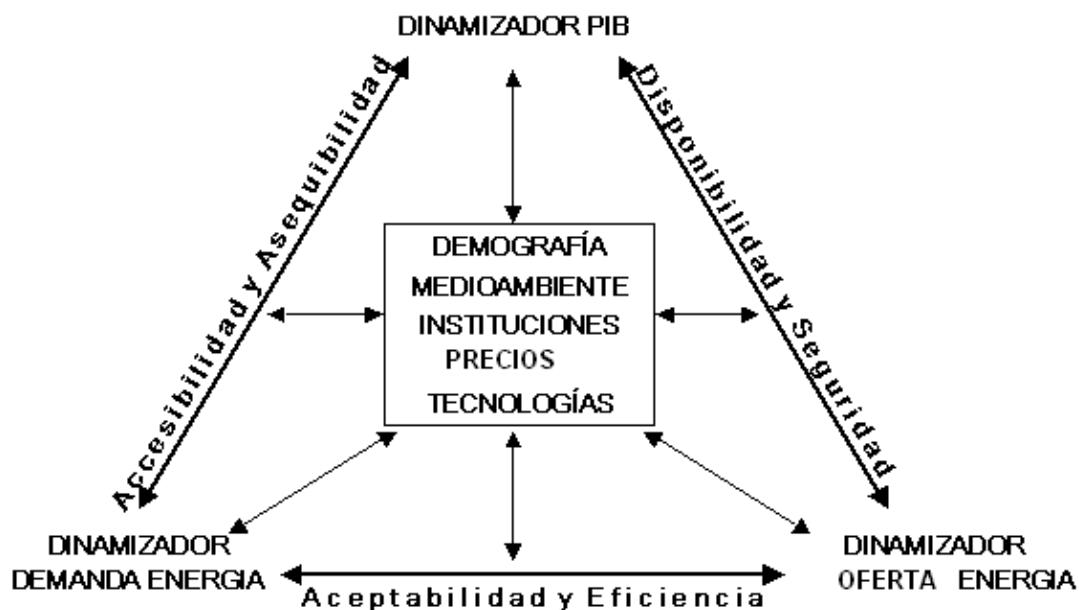 DINAMIZADOR PIB
Accesibilidad y Asequibilidad
Disponibilidad y Seguridad
DEMOGRAFÍA
MEDIOAMBIENTE
INSTITUCIONES
PRECIOS
TECNOLOGÍAS
DINAMIZADOR
DEMANDA ENERGIA
DINAMIZADOR
OFERTA ENERGIA
Aceptabilidad y Eficiencia